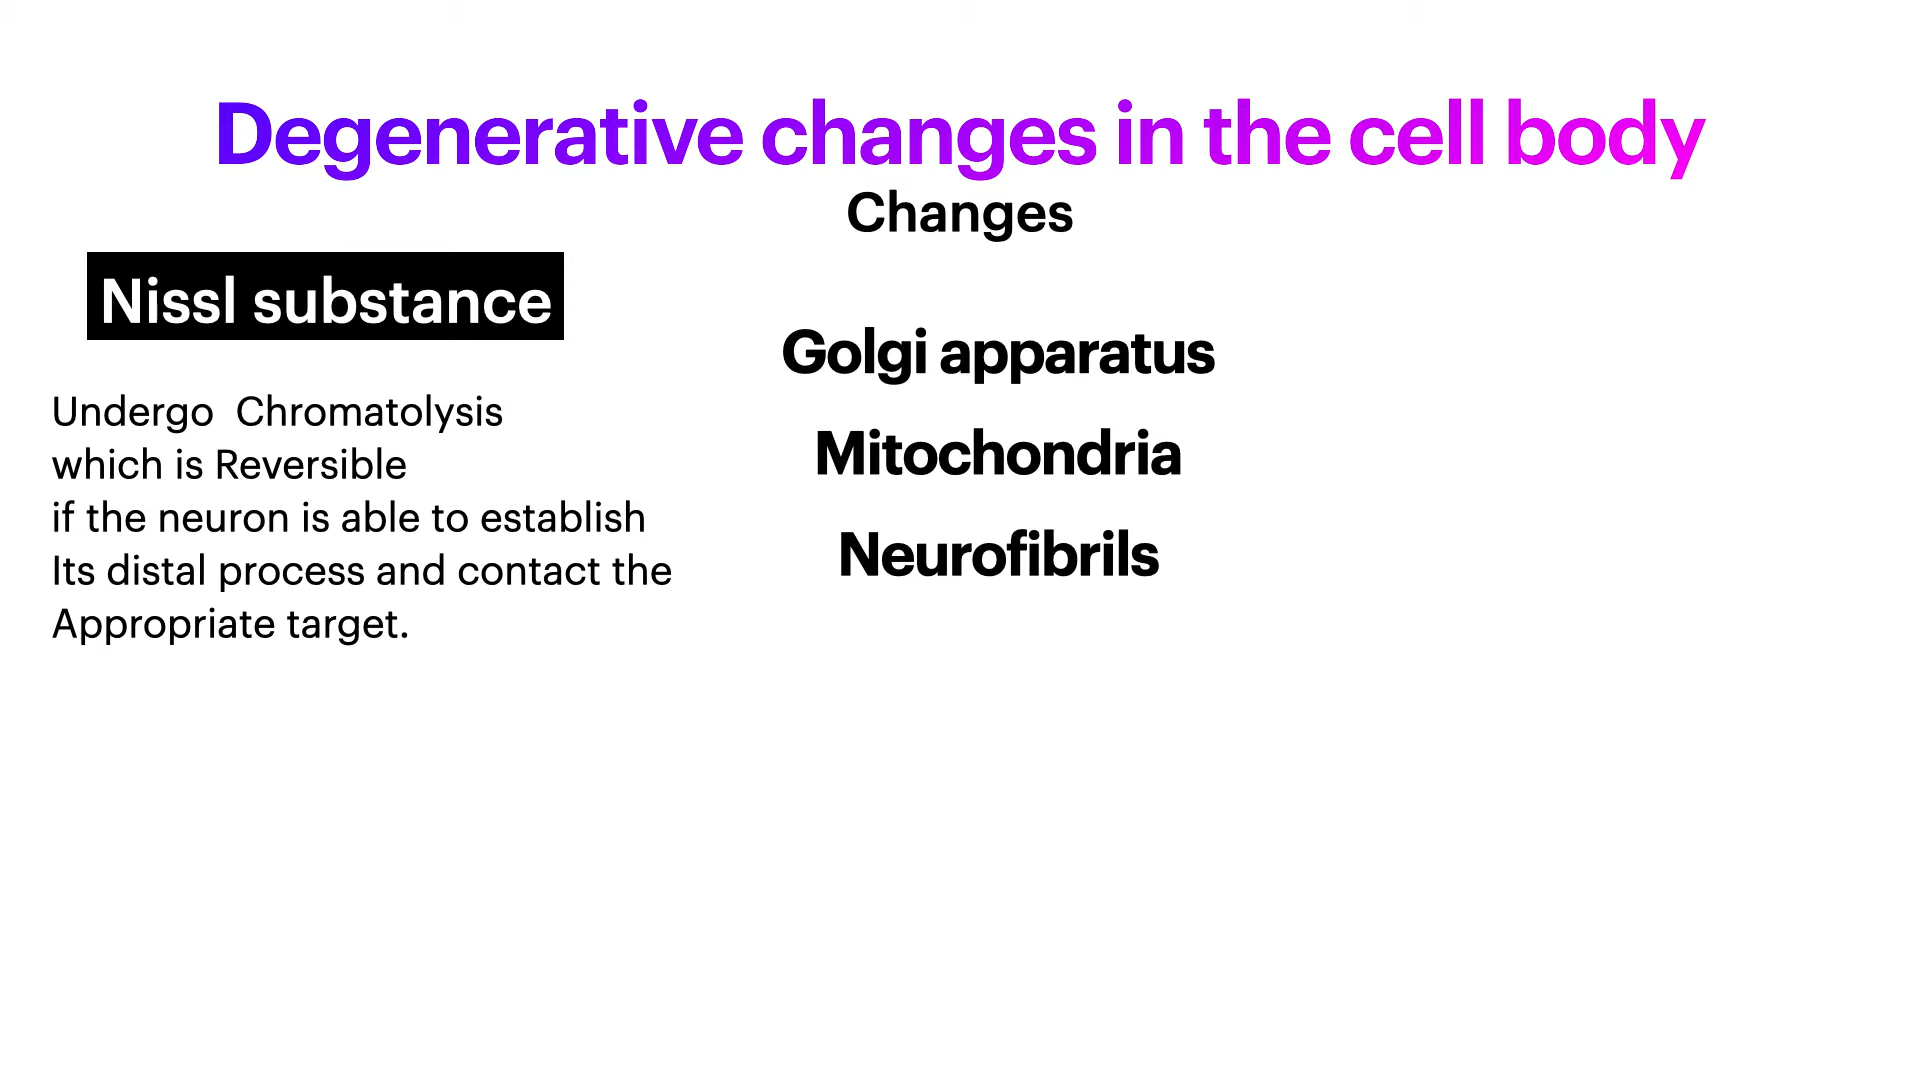 Degenerative changes in the cell body
Changes
Nissl substance
Undergo  Chromatolysis
which is Reversible
if the neuron is able to establish
Its distal process and contact the
Appropriate target.
Golgi apparatus
Mitochondria
Neurofibrils